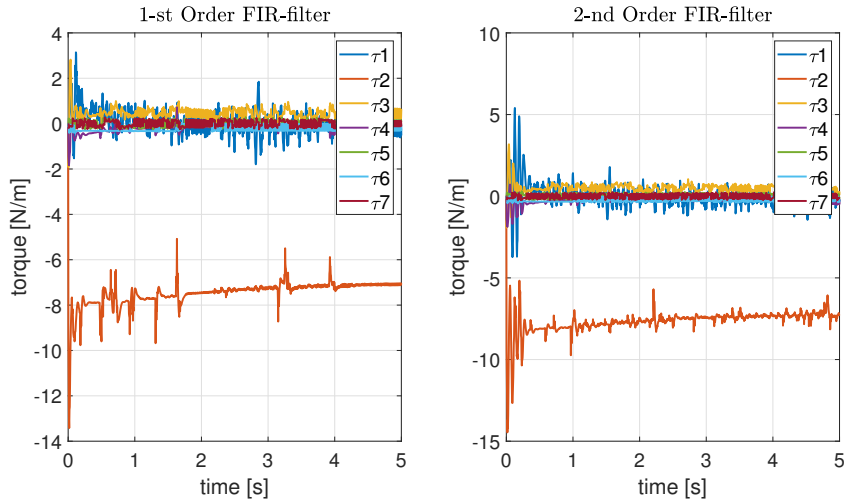 1-st Order FIR-filter
4
2
0
-2
-4
-6
-8
-10
-12
-14
torque [N/m]
0
1
2
3
4
5
time [s]
τ1
τ2
τ3
τ4
τ5
τ6
τ7
2-nd Order FIR-filter
10
5
0
-5
-10
-15
torque [N/m]
0
1
2
3
4
5
time [s]
τ1
τ2
τ3
τ4
τ5
τ6
τ7